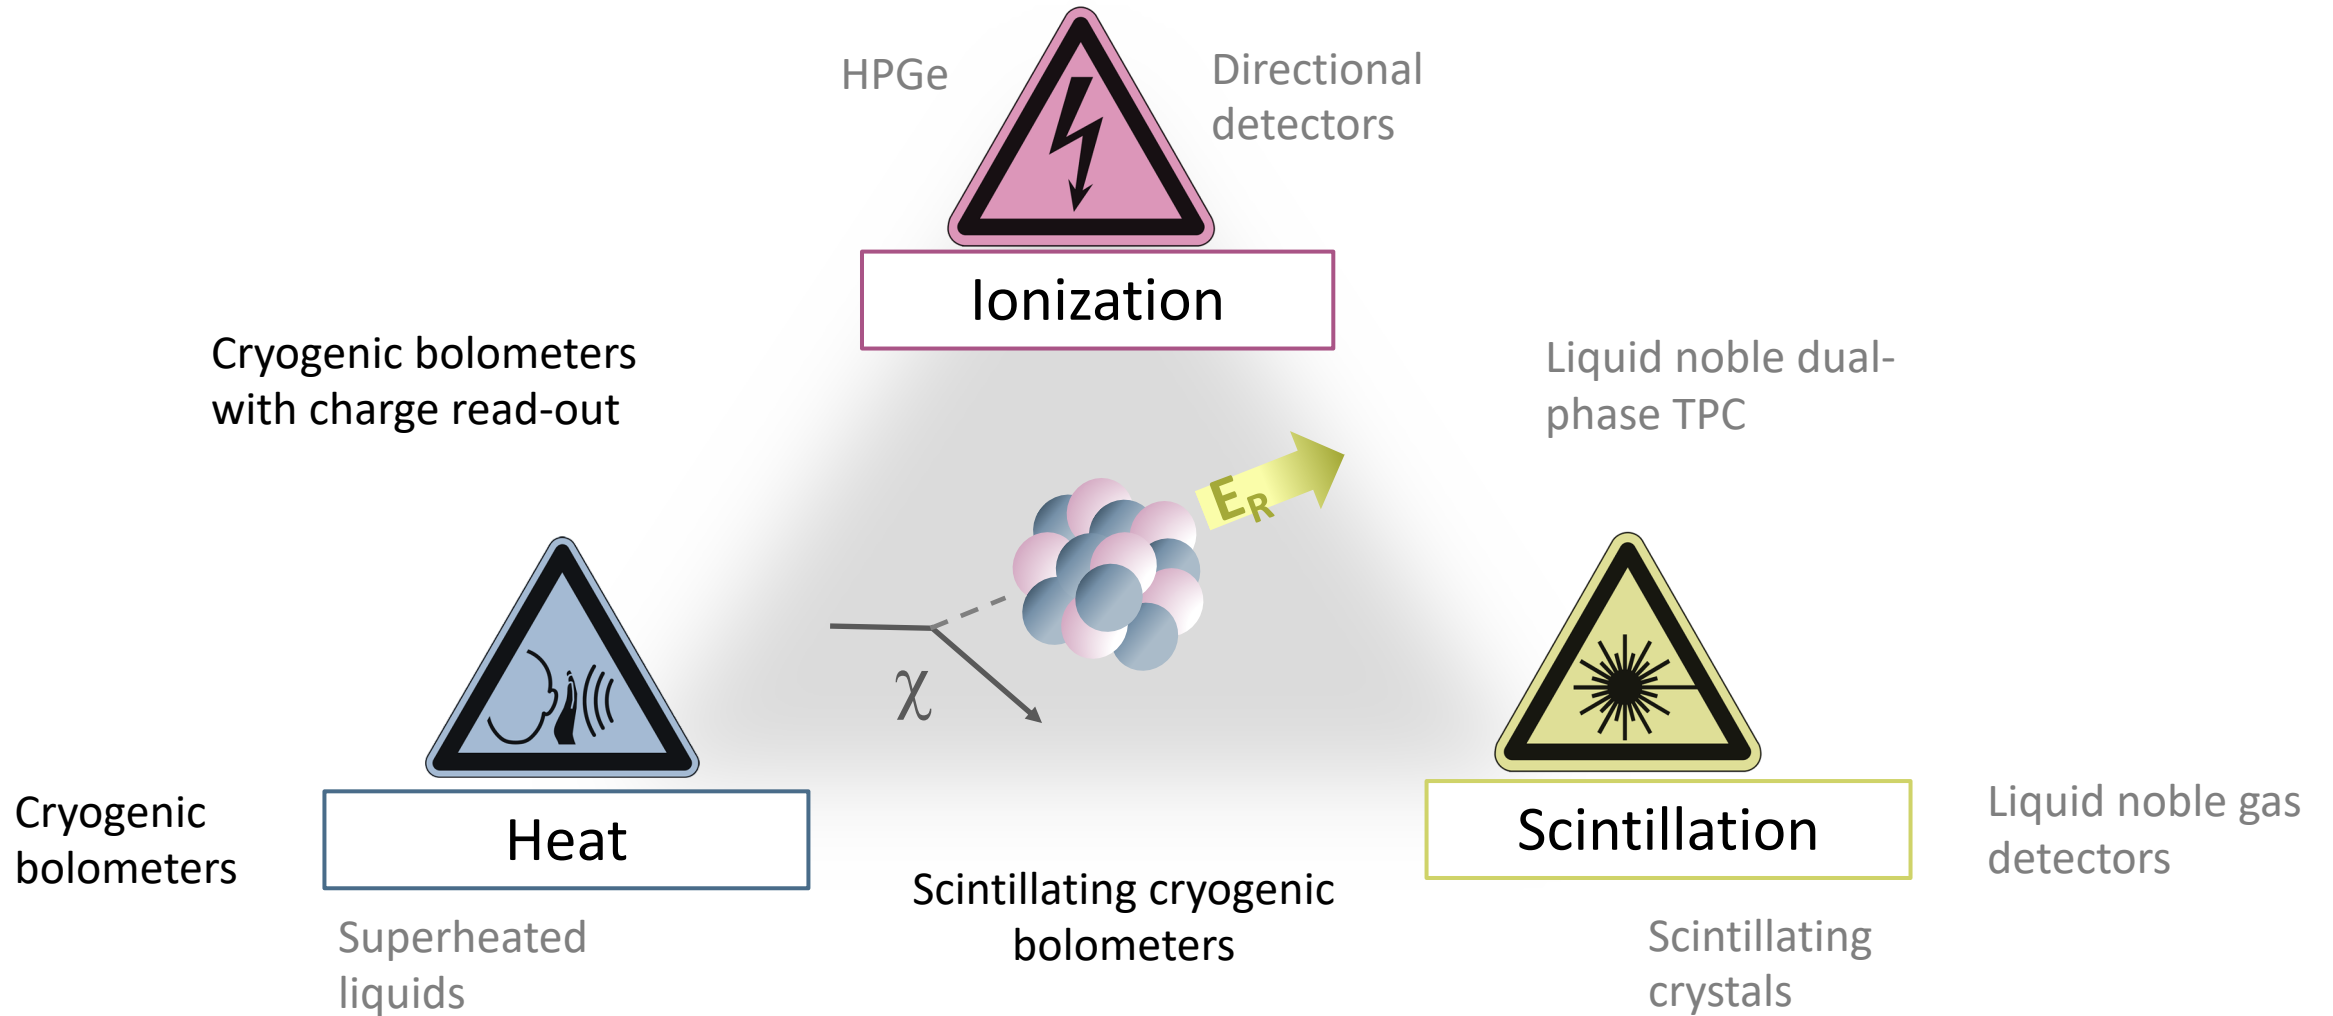 HPGe
Directional
detectors
Ionization
Cryogenic bolometers
with charge read-out
Liquid noble dual-
phase TPC
E_R
χ
Cryogenic
bolometers
Heat
Scintillation
Liquid noble gas
detectors
Superheated
liquids
Scintillating cryogenic
bolometers
Scintillating
crystals